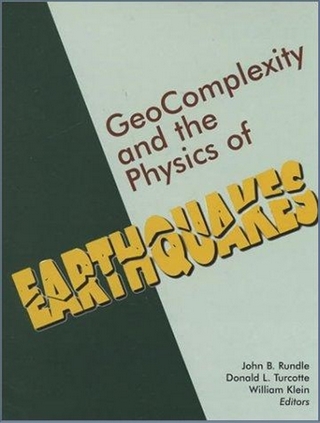 GeoComplexity
and the
Physics of
EARTHQUAKES
John B. Rundle
Donald L. Turcotte
William Klein
Editors